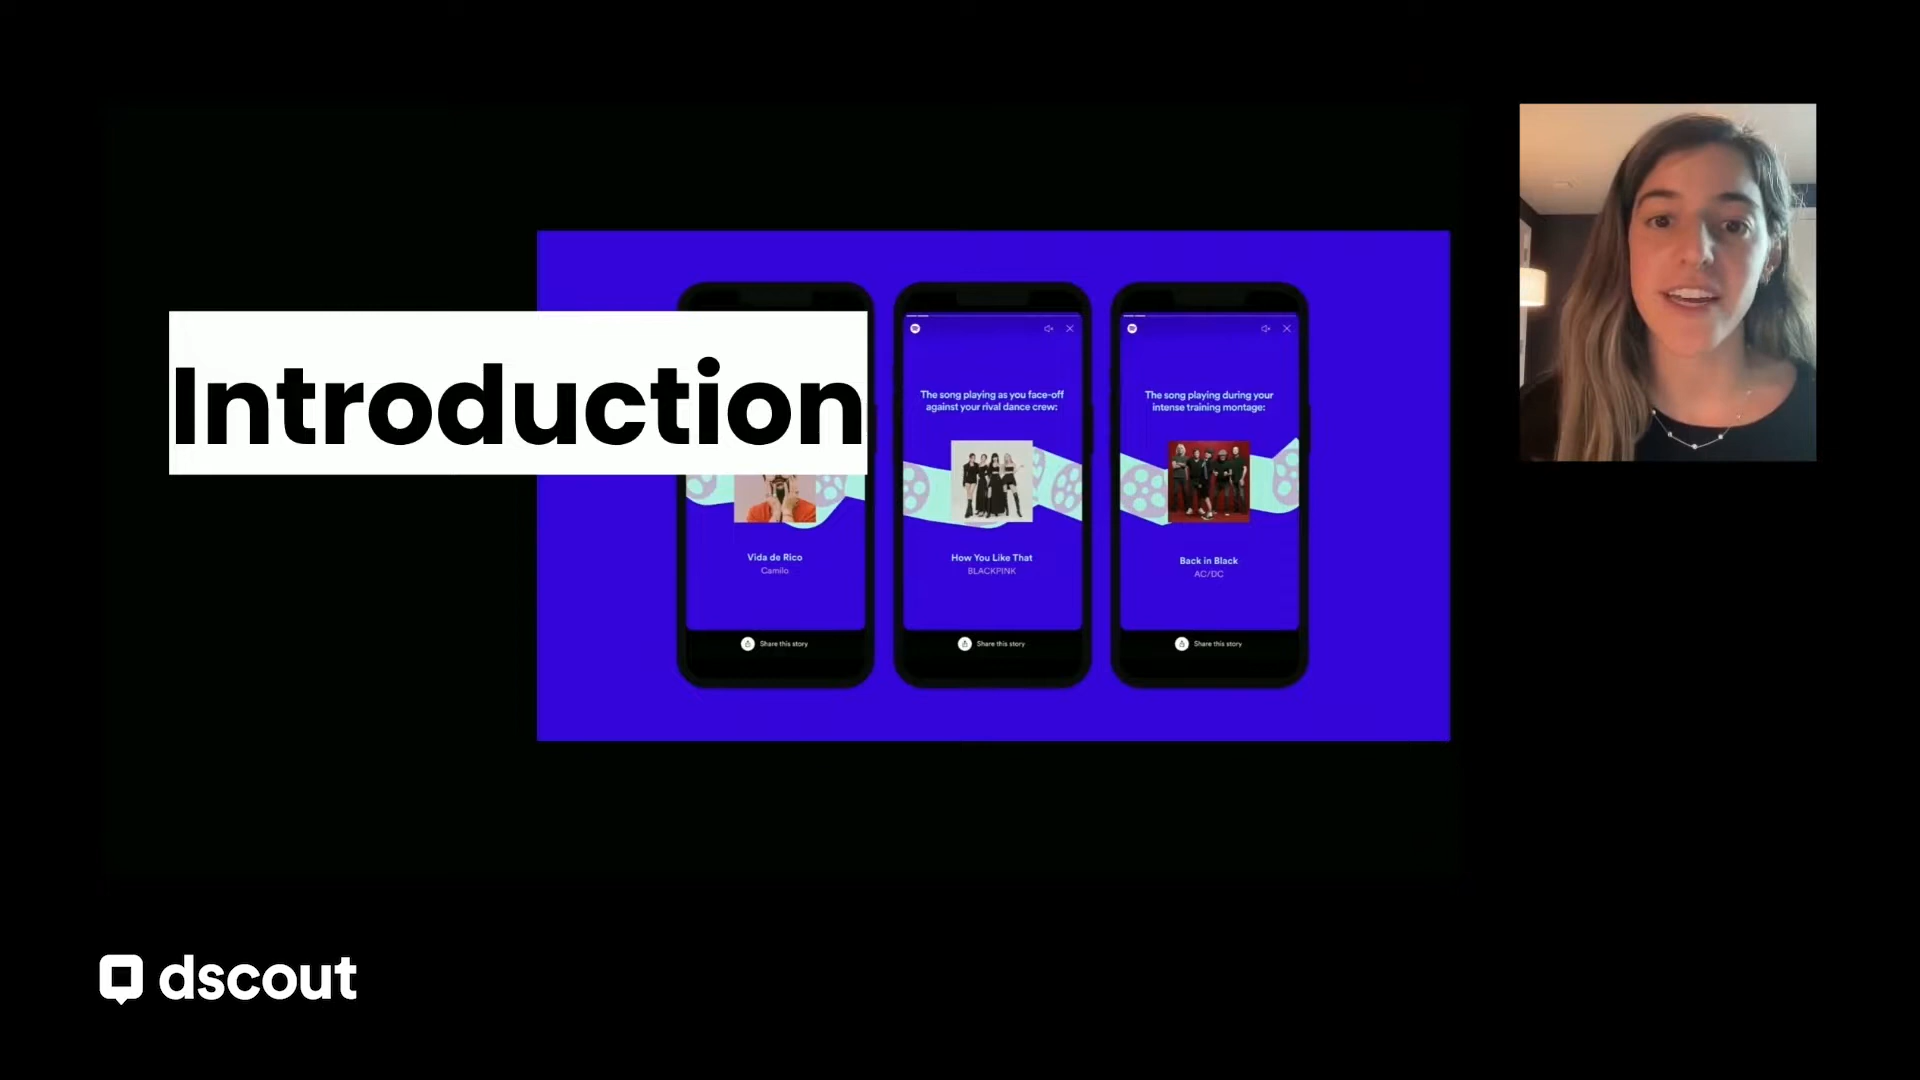 Introduction
Vida de Rico
Camilo
Share this story
The song playing as you face-off
against your rival dance crew:
How You Like That
BLACKPINK
Share this story
The song playing during your
intense training montage:
Back in Black
AC/DC
Share this story
dscout